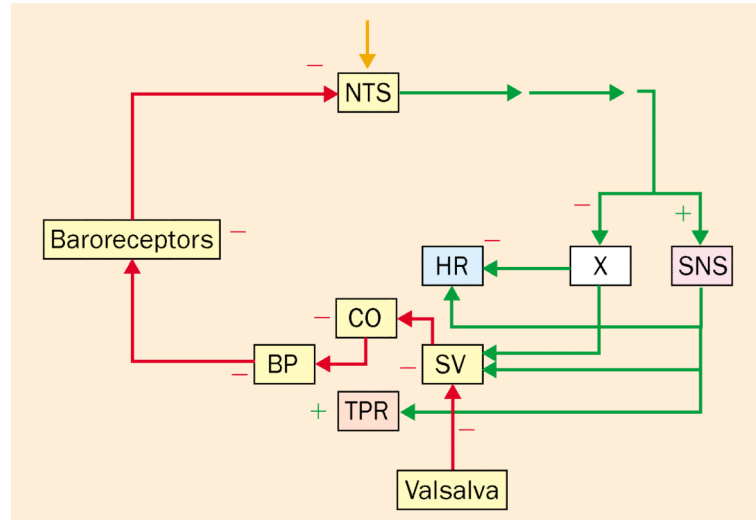 −
NTS
−
+
Baroreceptors
−
−
HR
X
SNS
−
CO
BP
−
−
SV
+
TPR
−
Valsalva